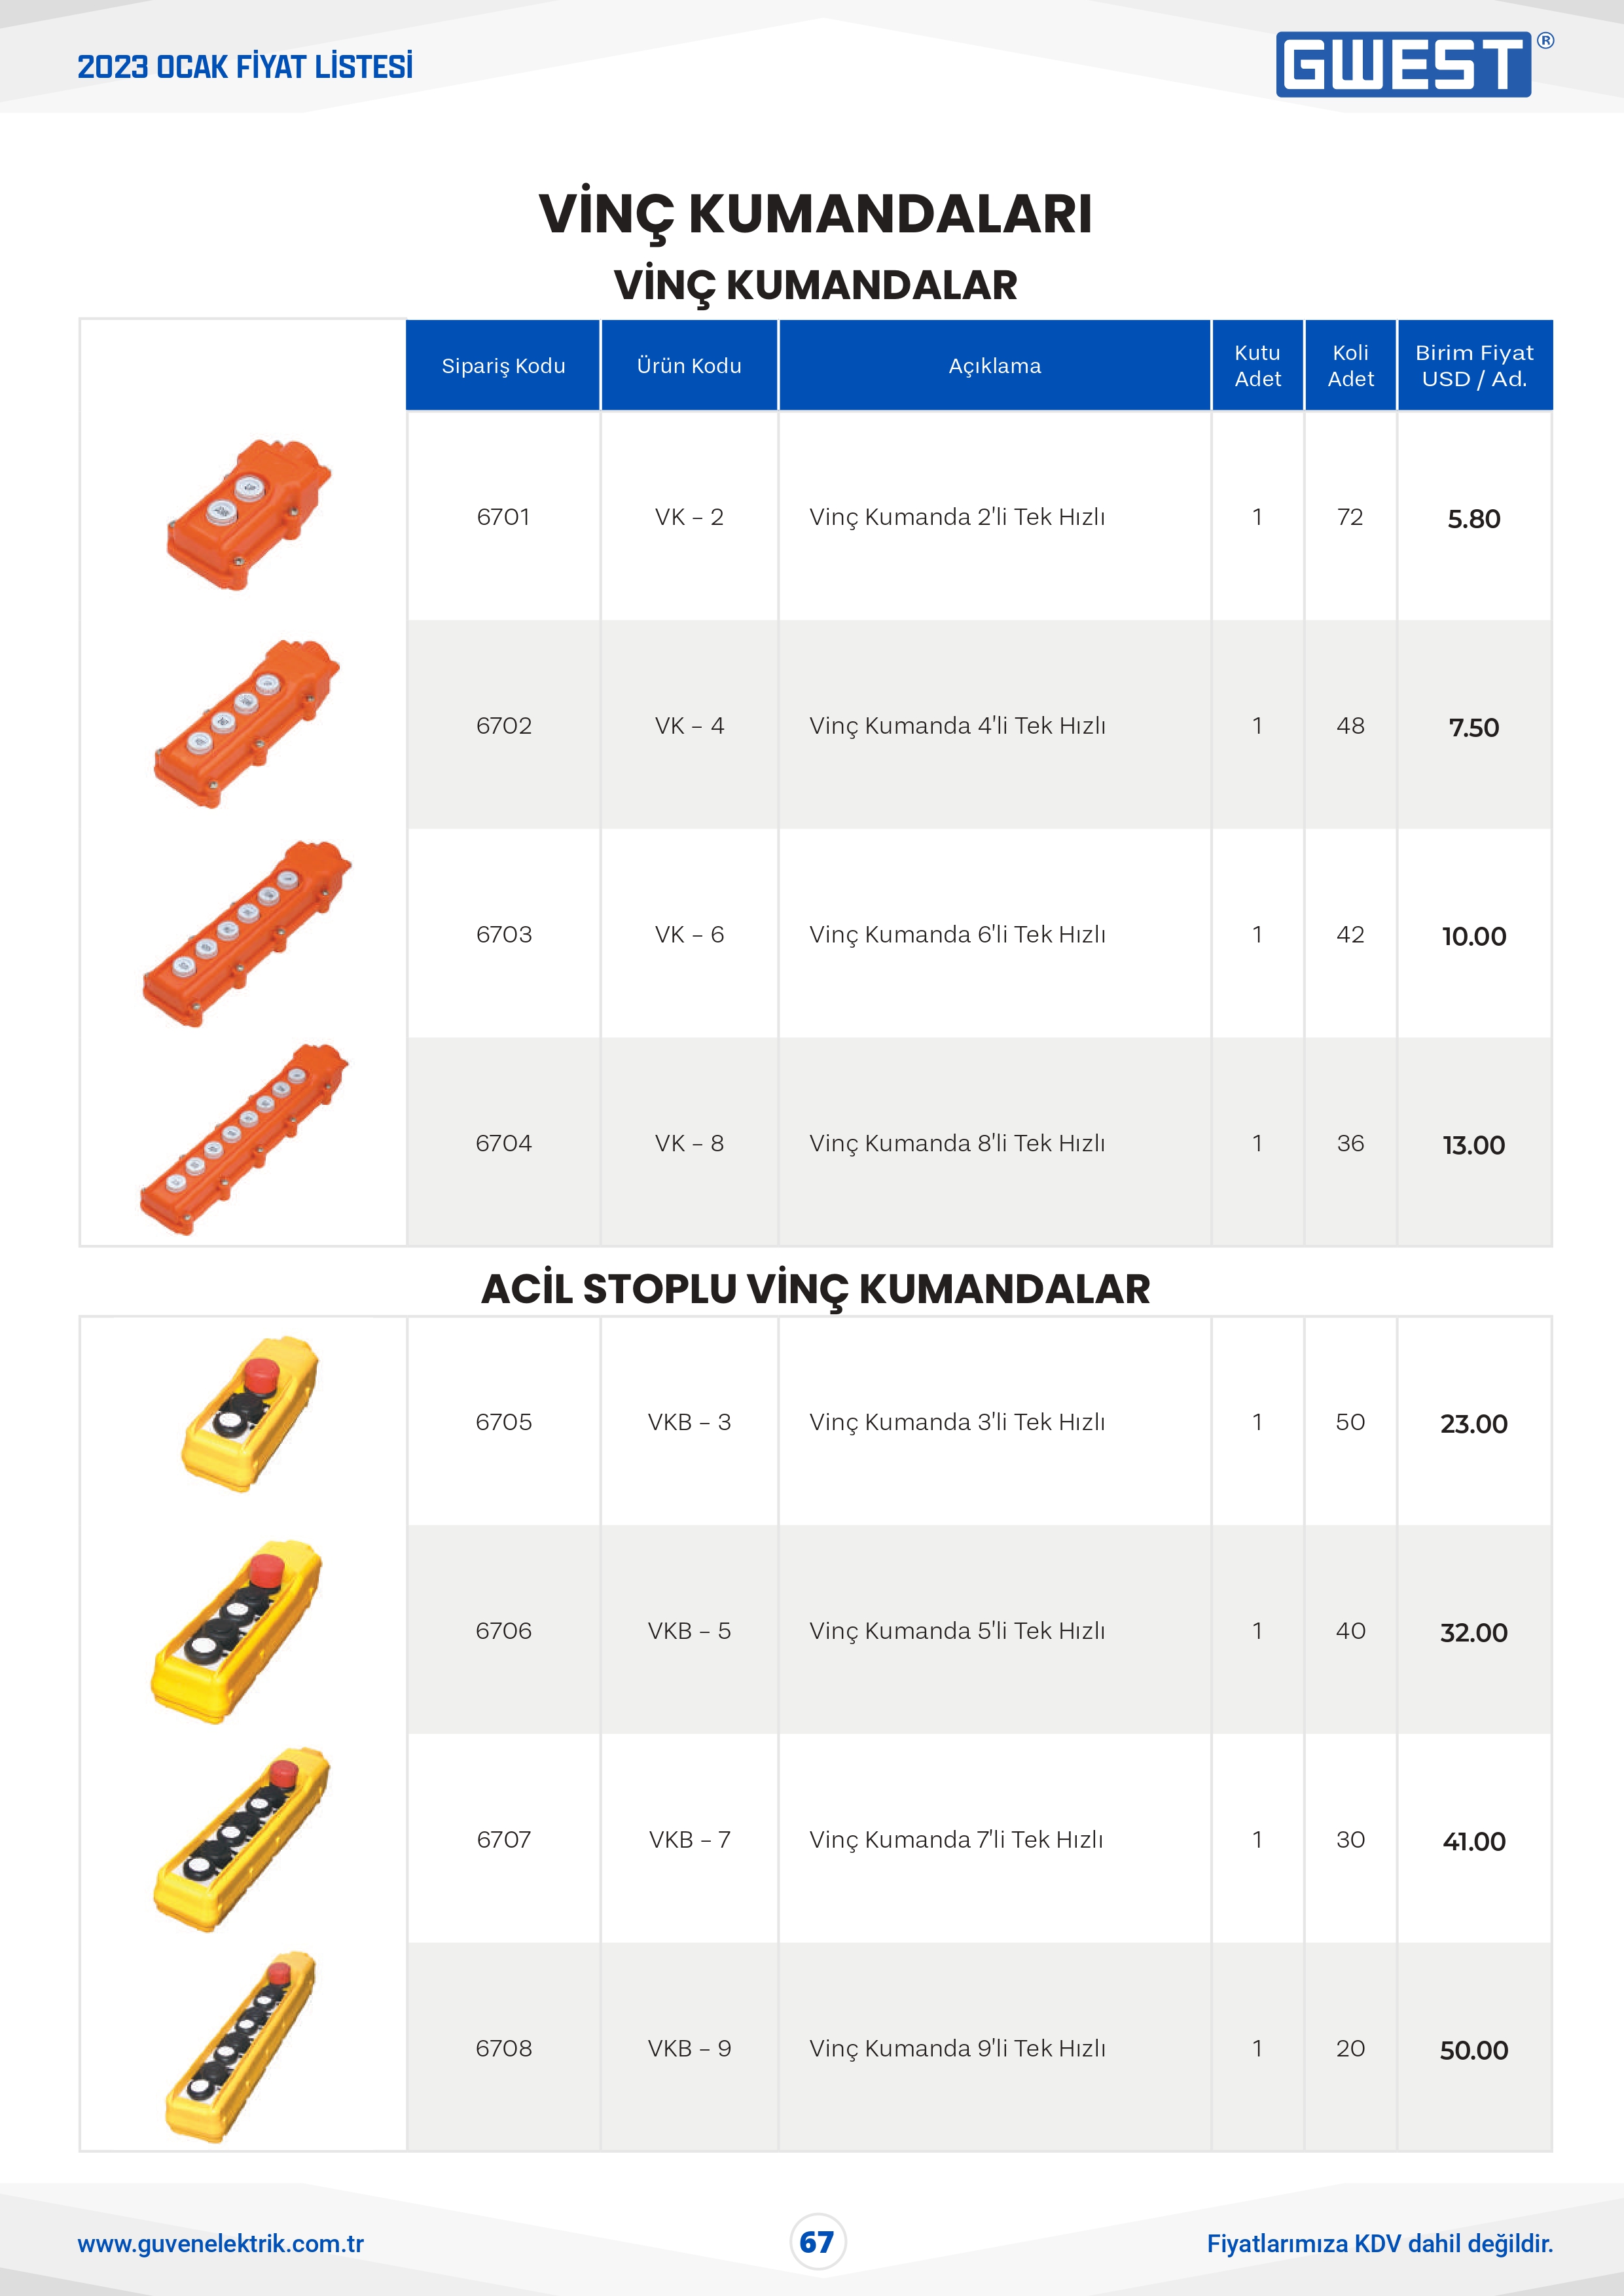 2023 OCAK FİYAT LİSTESİ
GWEST®
VİNÇ KUMANDALARI
VİNÇ KUMANDALAR
Sipariş Kodu Ürün Kodu Açıklama Kutu Adet Koli Adet Birim Fiyat USD / Ad.
6701 VK – 2 Vinç Kumanda 2'li Tek Hızlı 1 72 5.80
6702 VK – 4 Vinç Kumanda 4'li Tek Hızlı 1 48 7.50
6703 VK – 6 Vinç Kumanda 6'li Tek Hızlı 1 42 10.00
6704 VK – 8 Vinç Kumanda 8'li Tek Hızlı 1 36 13.00
ACİL STOPLU VİNÇ KUMANDALAR
6705 VKB – 3 Vinç Kumanda 3'li Tek Hızlı 1 50 23.00
6706 VKB – 5 Vinç Kumanda 5'li Tek Hızlı 1 40 32.00
6707 VKB – 7 Vinç Kumanda 7'li Tek Hızlı 1 30 41.00
6708 VKB – 9 Vinç Kumanda 9'li Tek Hızlı 1 20 50.00
www.guvenelektrik.com.tr
67
Fiyatlarımıza KDV dahil değildir.